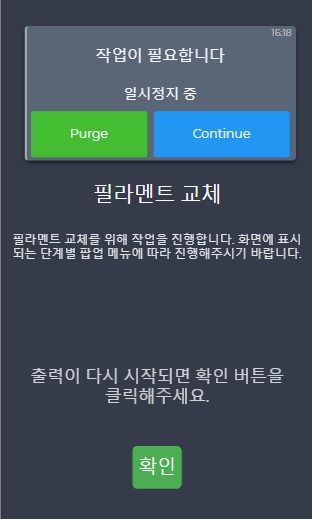 16:18
작업이 필요합니다
일시정지 중
Purge Continue
필라멘트 교체
필라멘트 교체를 위해 작업을 진행합니다. 화면에 표시
되는 단계별 팝업 메뉴에 따라 진행해주시기 바랍니다.
출력이 다시 시작되면 확인 버튼을
클릭해주세요.
확인